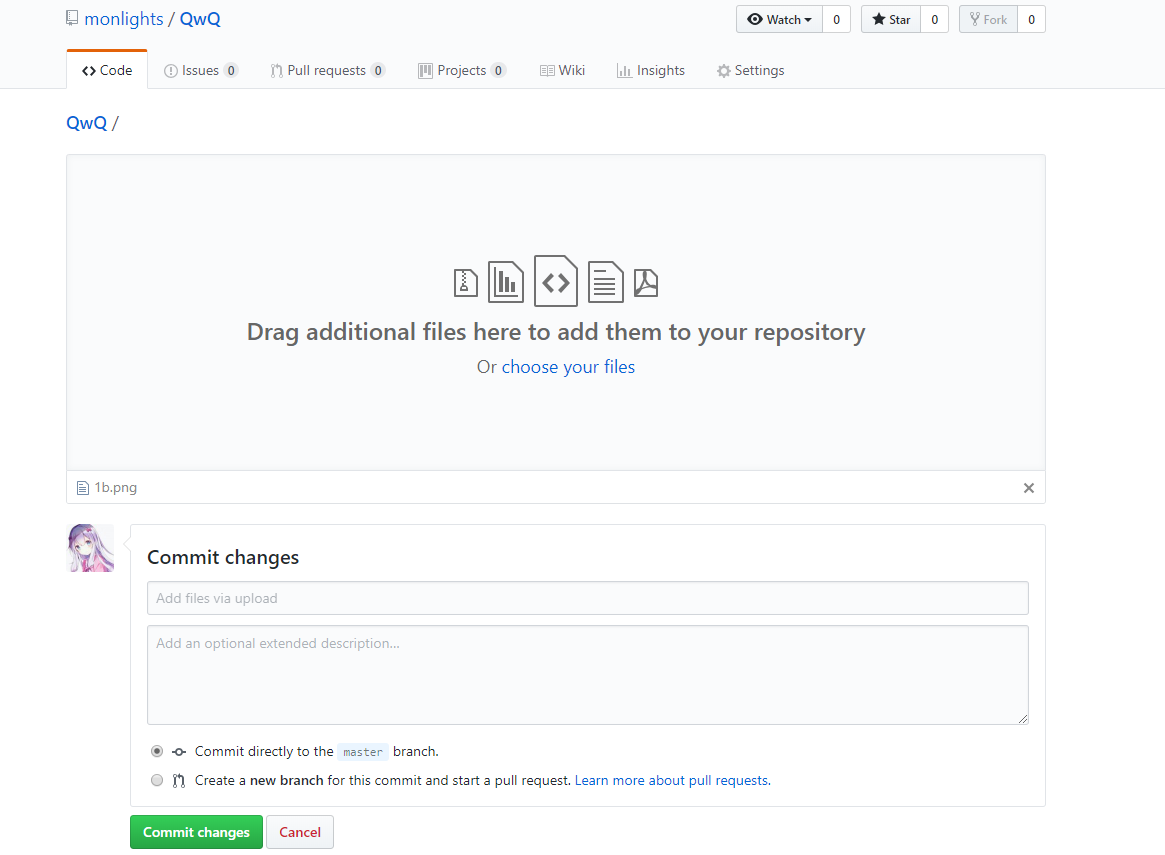 monlights / QwQ
Watch 0 Star 0 Fork 0
Code Issues 0 Pull requests 0 Projects 0 Wiki Insights Settings
QwQ /
Drag additional files here to add them to your repository
Or choose your files
1b.png
Commit changes
Add files via upload
Add an optional extended description...
Commit directly to the master branch.
Create a new branch for this commit and start a pull request. Learn more about pull requests.
Commit changes Cancel